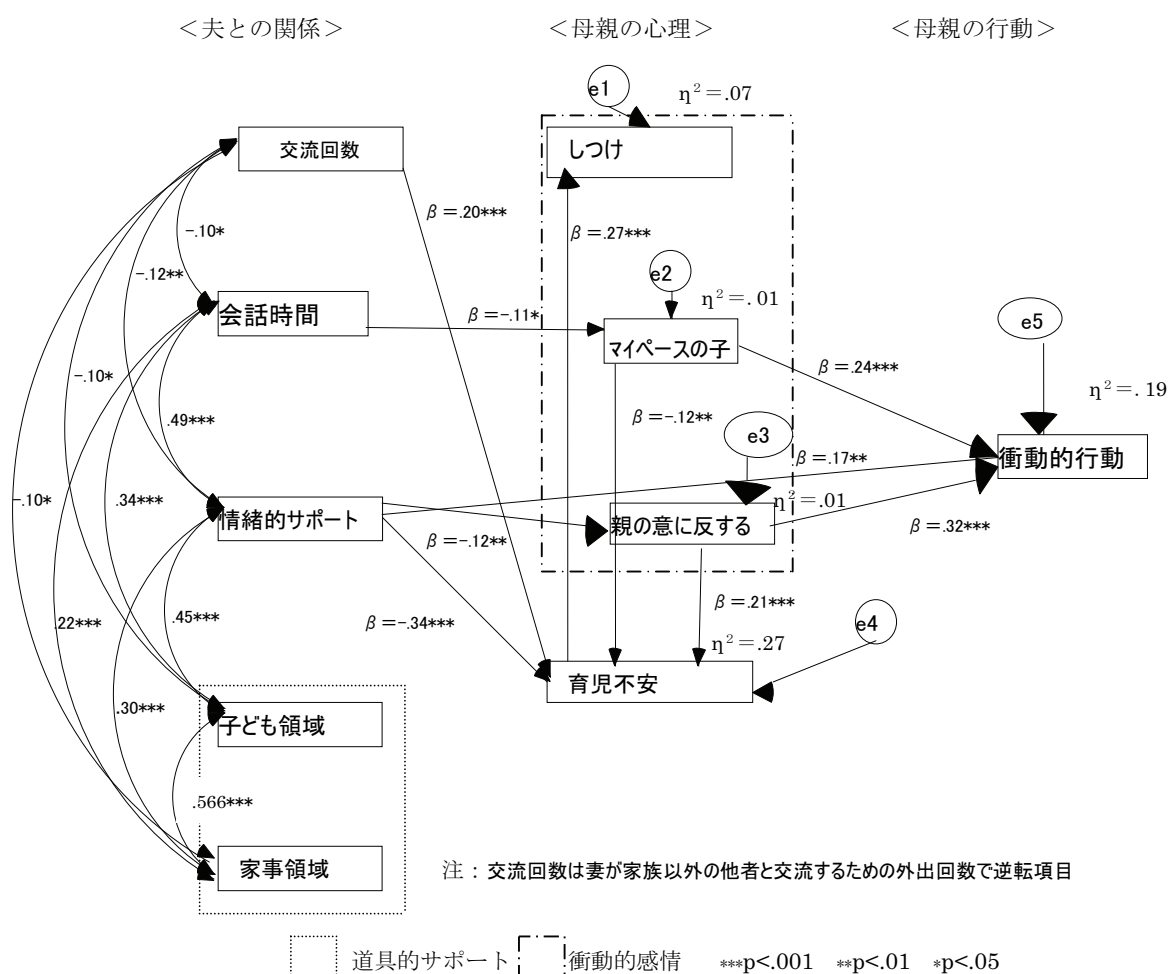 ＜夫との関係＞ ＜母親の心理＞ ＜母親の行動＞
e1 η²＝.07
交流回数 しつけ
β＝.20***
β＝.27***
-.10*
-.12**
e2 η²＝.01
会話時間 β＝-.11* マイペースの子
e5
β＝.24***
-.10*
η²＝.19
.49*** β＝-.12** e3
衝動的行動
β＝.17**
-.10* .34*** 情緒的サポート η²＝.01
親の意に反する β＝.32***
β＝-.12**
β＝.21***
.22*** .45*** β＝-.34*** e4
η²＝.27
育児不安
.30*** 子ども領域
.566***
家事領域 注：交流回数は妻が家族以外の他者と交流するための外出回数で逆転項目
道具的サポート 衝動的感情 ***p<.001 **p<.01 *p<.05